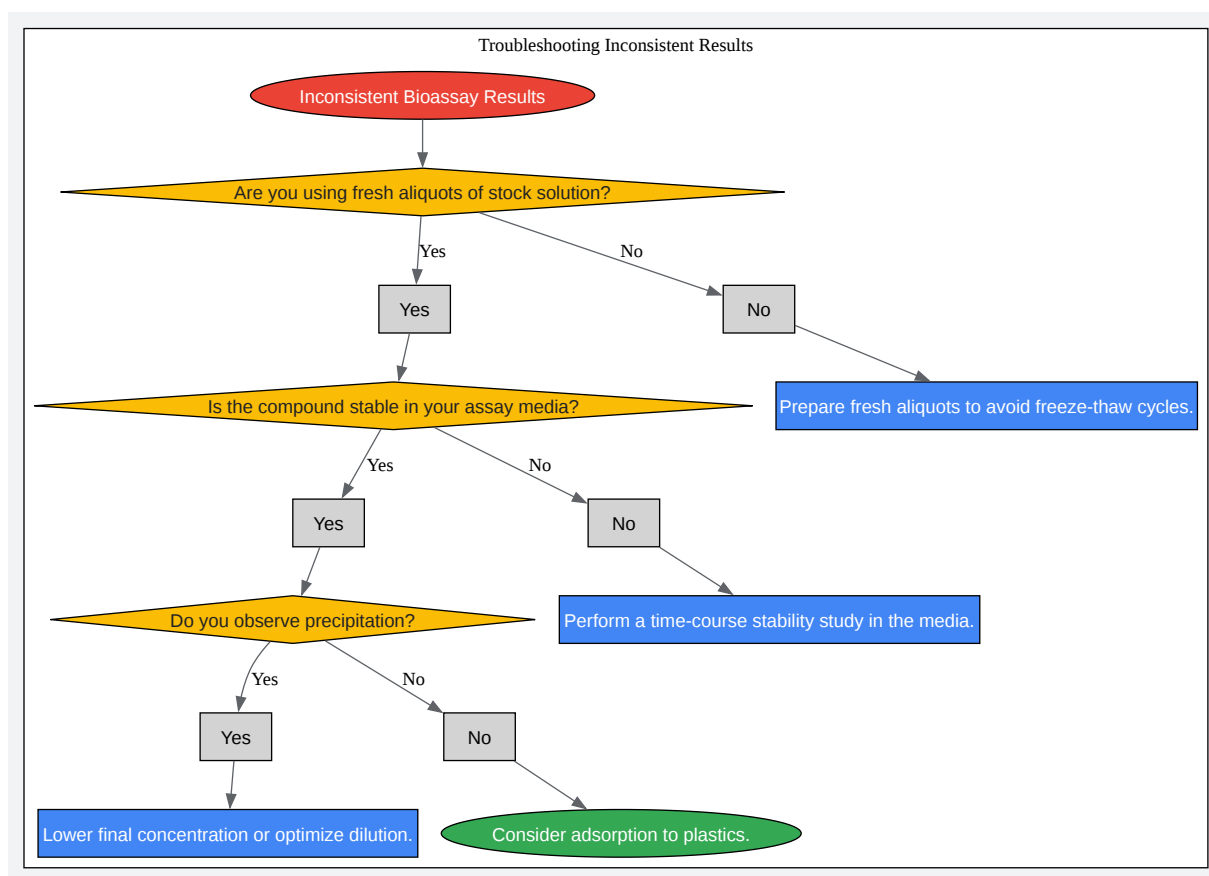 Troubleshooting Inconsistent Results
Inconsistent Bioassay Results
Are you using fresh aliquots of stock solution?
Yes
No
Yes
No
Is the compound stable in your assay media?
Prepare fresh aliquots to avoid freeze-thaw cycles.
Yes
No
Yes
No
Do you observe precipitation?
Perform a time-course stability study in the media.
Yes
No
Yes
No
Lower final concentration or optimize dilution.
Consider adsorption to plastics.